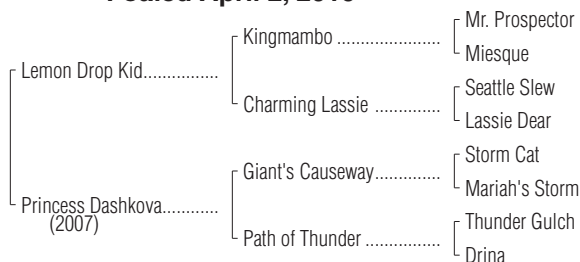 Foaled April 2,
Mr. Prospector
Kingmambo ......................
Miesque
Lemon Drop Kid...............
Seattle Slew
Charming Lassie ..............
Lassie Dear
Storm Cat
Giant's Causeway..............
Mariah's Storm
Princess Dashkova...........
(2007)
Thunder Gulch
Path of Thunder ................
Drina